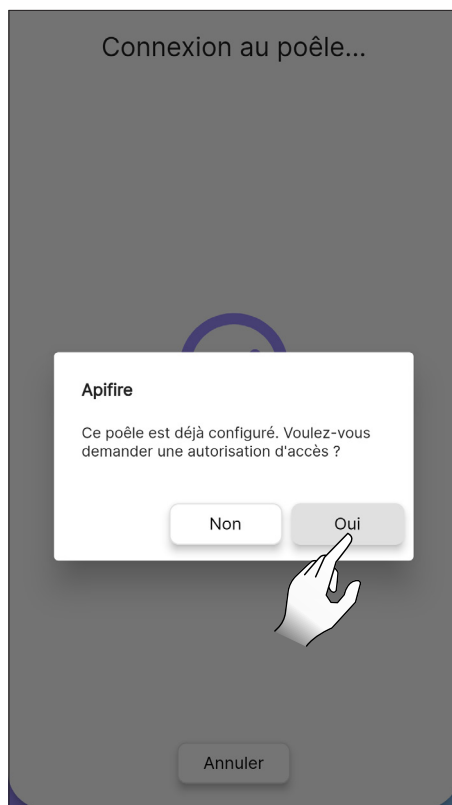 Connexion au poêle...
Apifire
Ce poêle est déjà configuré. Voulez-vous
demander une autorisation d'accès ?
Non
Oui
Annuler